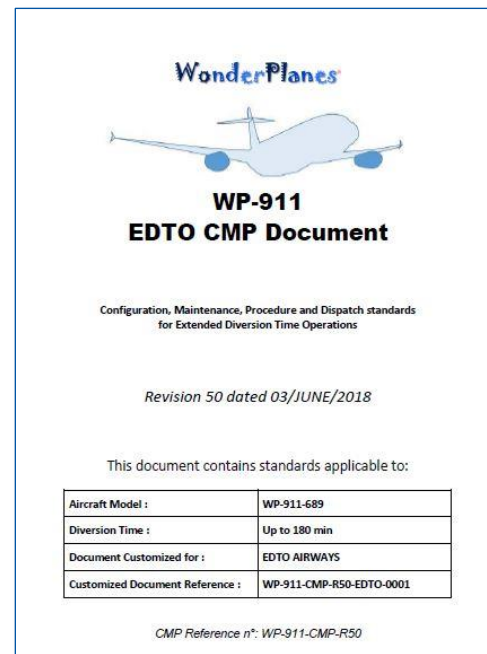 WonderPlanes
WP-911
EDTO CMP Document
Configuration, Maintenance, Procedure and Dispatch standards
for Extended Diversion Time Operations
Revision 50 dated 03/JUNE/2018
This document contains standards applicable to:
Aircraft Model : WP-911-689
Diversion Time : Up to 180 min
Document Customized for : EDTO AIRWAYS
Customized Document Reference : WP-911-CMP-R50-EDTO-0001
CMP Reference n°: WP-911-CMP-R50